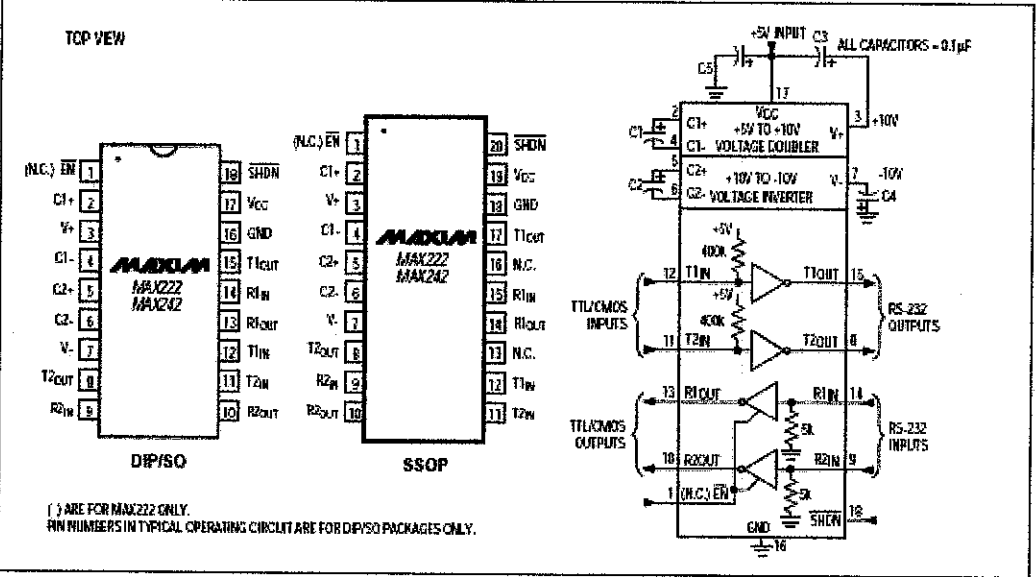 TOP VIEW
(N.C.) EN 1
C1+ 2
V+ 3
C1- 4
C2+ 5
C2- 6
V- 7
T2OUT 8
R2IN 9
18 SHDN
17 VCC
16 GND
15 T1OUT
14 R1IN
13 R1OUT
12 T1IN
11 T2IN
10 R2OUT
MAXIM
MAX222
MAX242
DIP/SO
(N.C.) EN 1
C1+ 2
V+ 3
C1- 4
C2+ 5
C2- 6
V- 7
T2OUT 8
R2IN 9
R2OUT 10
20 SHDN
19 VCC
18 GND
17 T1OUT
16 N.C.
15 R1IN
14 R1OUT
13 N.C.
12 T1IN
11 T2IN
MAXIM
MAX222
MAX242
SSOP
+5V INPUT C3
ALL CAPACITORS = 0.1µF
C5
17
VCC
2 C1+ +5V TO +10V V+ 3 +10V
C1
4 C1- VOLTAGE DOUBLER
5 C2+ +10V TO -10V V- 7 -10V
C2
6 C2- VOLTAGE INVERTER
C4
+5V
400k
12 T1IN T1OUT 15
+5V
TTL/CMOS
INPUTS
RS-232
OUTPUTS
400k
11 T2IN T2OUT 8
13 R1OUT R1IN 14
TTL/CMOS
OUTPUTS
5k
RS-232
INPUTS
10 R2OUT R2IN 9
1 (N.C.) EN
5k
SHDN 18
GND
16
( ) ARE FOR MAX222 ONLY.
PIN NUMBERS IN TYPICAL OPERATING CIRCUIT ARE FOR DIP/SO PACKAGES ONLY.